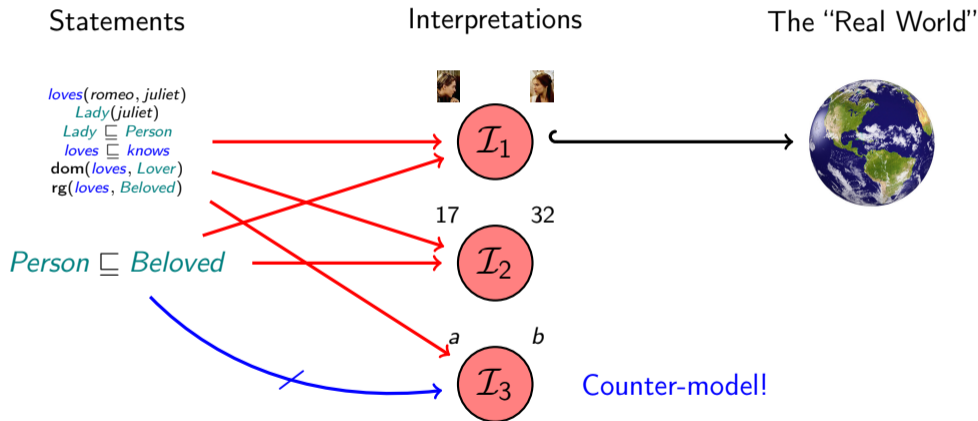 Statements
Interpretations
The “Real World”
loves(romeo, juliet)
Lady(juliet)
Lady ⊑ Person
loves ⊑ knows
dom(loves, Lover)
rg(loves, Beloved)
Person ⊑ Beloved
ℐ₁
17 32
ℐ₂
a b
ℐ₃
Counter-model!